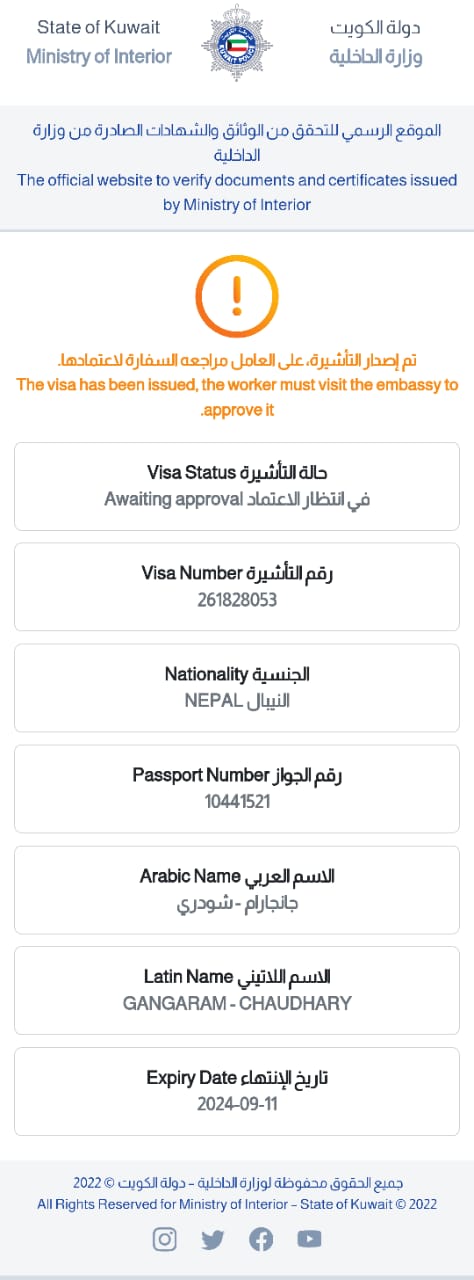 State of Kuwait
Ministry of Interior
دولة الكويت
وزارة الداخلية
KUWAIT POLICE
الموقع الرسمي للتحقق من الوثائق والشهادات الصادرة من وزارة
الداخلية
The official website to verify documents and certificates issued
by Ministry of Interior
تم إصدار التأشيرة، على العامل مراجعه السفارة لاعتمادها.
The visa has been issued, the worker must visit the embassy to
.approve it
حالة التأشيرة Visa Status
في انتظار الاعتماد Awaiting approval
رقم التأشيرة Visa Number
261828053
الجنسية Nationality
النيبال NEPAL
رقم الجواز Passport Number
10441521
الاسم العربي Arabic Name
جانجارام - شودري
الاسم اللاتيني Latin Name
GANGARAM - CHAUDHARY
تاريخ الإنتهاء Expiry Date
2024-09-11
جميع الحقوق محفوظة لوزارة الداخلية – دولة الكويت © 2022
All Rights Reserved for Ministry of Interior – State of Kuwait © 2022